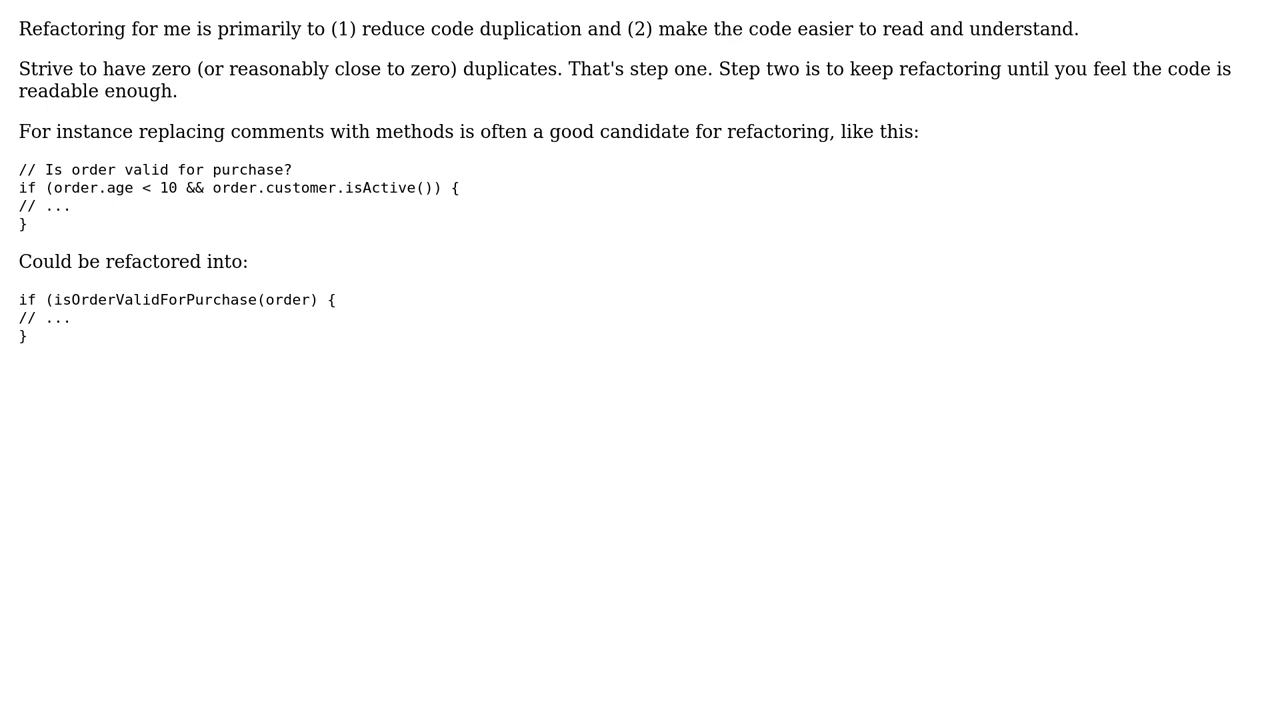 Refactoring for me is primarily to (1) reduce code duplication and (2) make the code easier to read and understand.
Strive to have zero (or reasonably close to zero) duplicates. That's step one. Step two is to keep refactoring until you feel the code is
readable enough.
For instance replacing comments with methods is often a good candidate for refactoring, like this:
// Is order valid for purchase?
if (order.age < 10 && order.customer.isActive()) {
// ...
}
Could be refactored into:
if (isOrderValidForPurchase(order) {
// ...
}